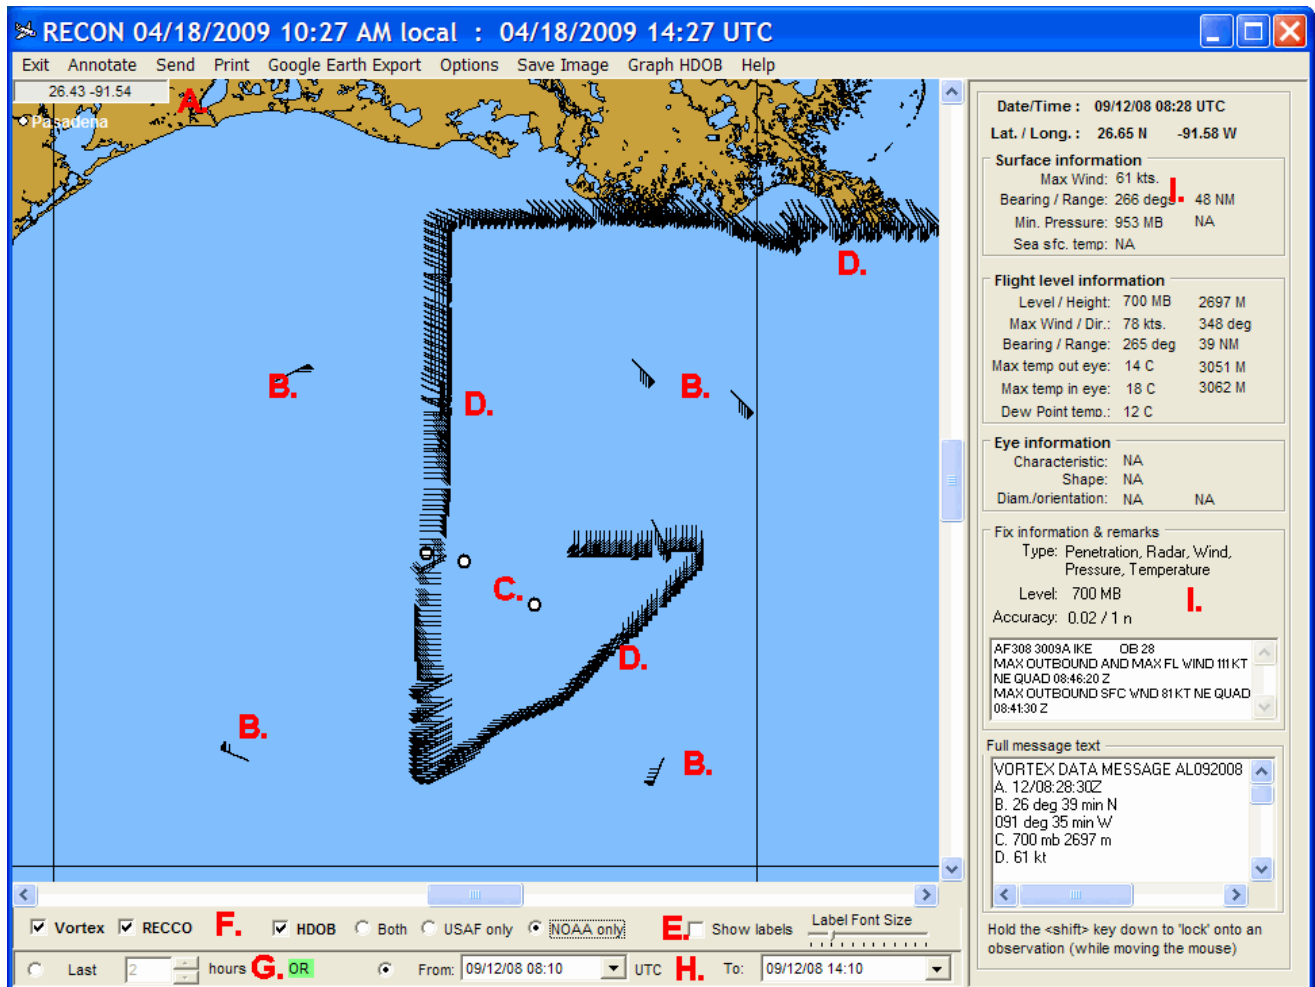 RECON 04/18/2009 10:27 AM local : 04/18/2009 14:27 UTC
Exit Annotate Send Print Google Earth Export Options Save Image Graph HDOB Help
26.43 -91.54
A.
Pasadena
D.
B.
B.
D.
C.
D.
B.
B.
Date/Time : 09/12/08 08:28 UTC
Lat. / Long. : 26.65 N -91.58 W
Surface information
Max Wind: 61 kts.
I.
Bearing / Range: 266 degs 48 NM
Min. Pressure: 953 MB NA
Sea sfc. temp: NA
Flight level information
Level / Height: 700 MB 2697 M
Max Wind / Dir.: 78 kts. 348 deg
Bearing / Range: 265 deg 39 NM
Max temp out eye: 14 C 3051 M
Max temp in eye: 18 C 3062 M
Dew Point temp.: 12 C
Eye information
Characteristic: NA
Shape: NA
Diam./orientation: NA NA
Fix information & remarks
Type: Penetration, Radar, Wind,
Pressure, Temperature
Level: 700 MB
I.
Accuracy: 0.02 / 1 n
AF308 3009A IKE OB 28
MAX OUTBOUND AND MAX FL WIND 111 KT
NE QUAD 08:46:20 Z
MAX OUTBOUND SFC WND 81 KT NE QUAD
08:41:30 Z
Full message text
VORTEX DATA MESSAGE AL092008
A. 12/08:28:30Z
B. 26 deg 39 min N
091 deg 35 min W
C. 700 mb 2697 m
D. 61 kt
Hold the <shift> key down to 'lock' onto an
observation (while moving the mouse)
Vortex RECCO F. HDOB Both USAF only NOAA only E. Show labels Label Font Size
Last 2 hours G. OR From: 09/12/08 08:10 UTC H. To: 09/12/08 14:10